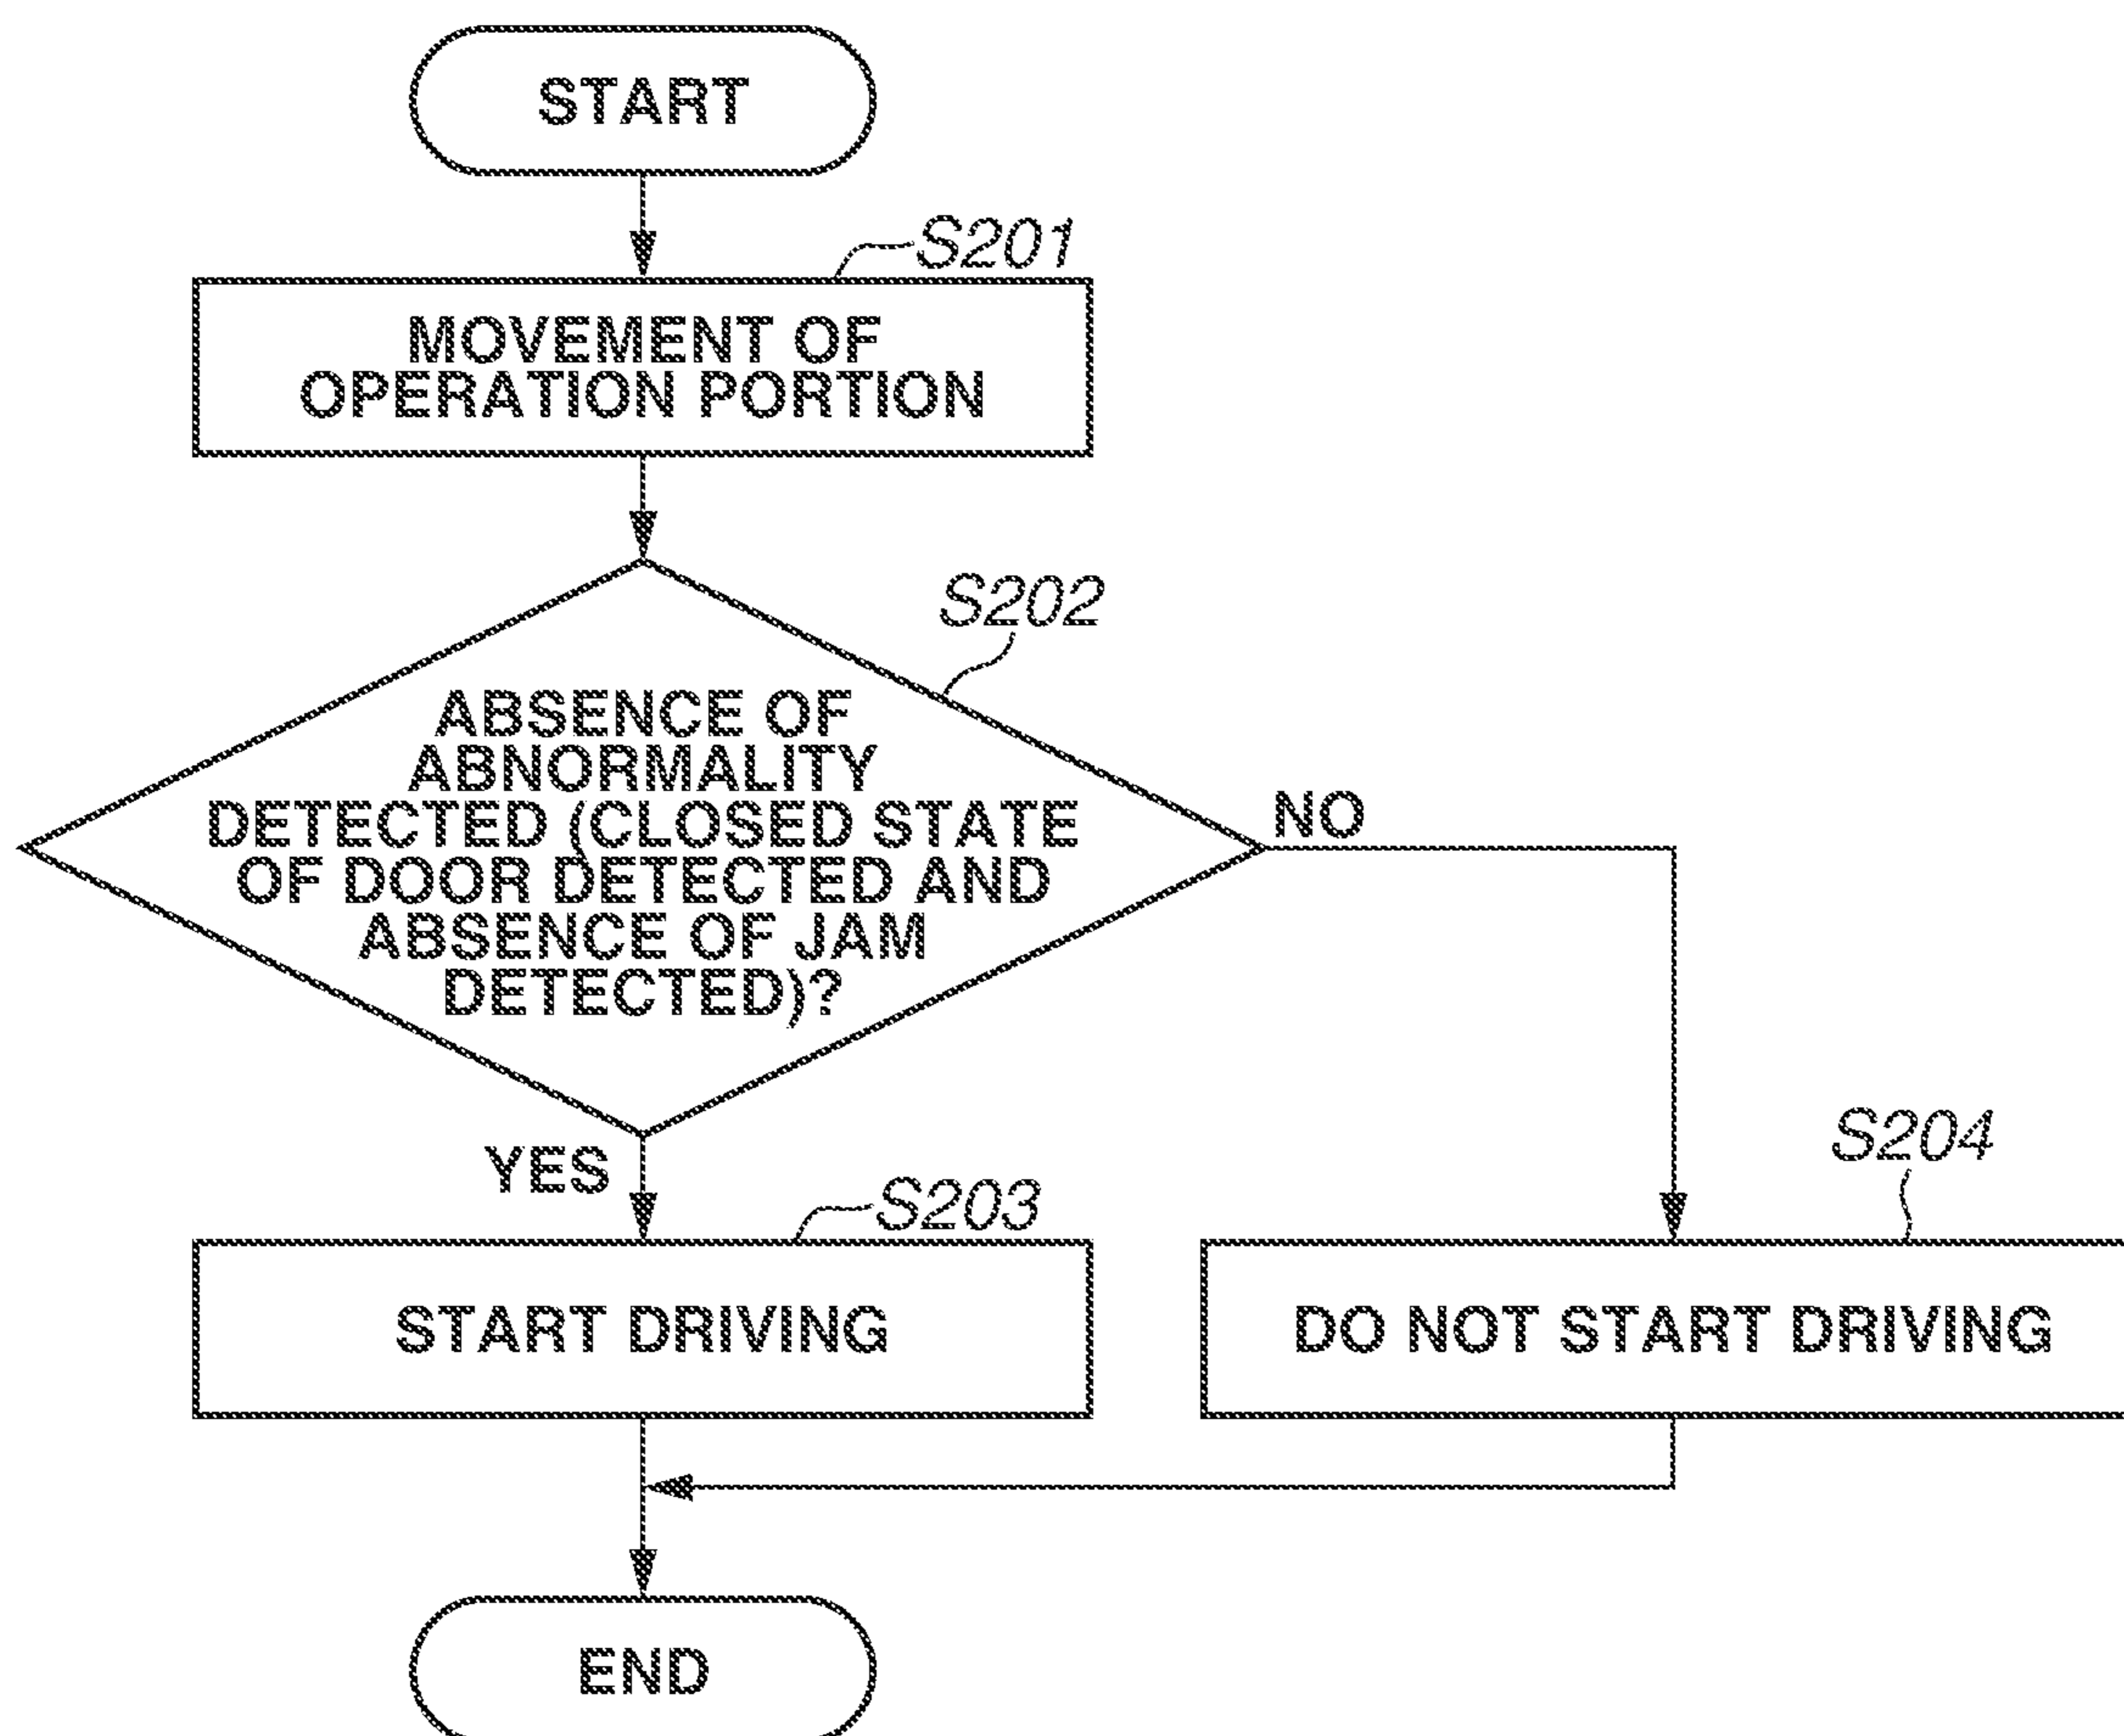 START
S201
MOVEMENT OF
OPERATION PORTION
S202
ABSENCE OF
ABNORMALITY
DETECTED (CLOSED STATE
OF DOOR DETECTED AND
ABSENCE OF JAM
DETECTED)?
NO
YES
S203
S204
START DRIVING
DO NOT START DRIVING
END